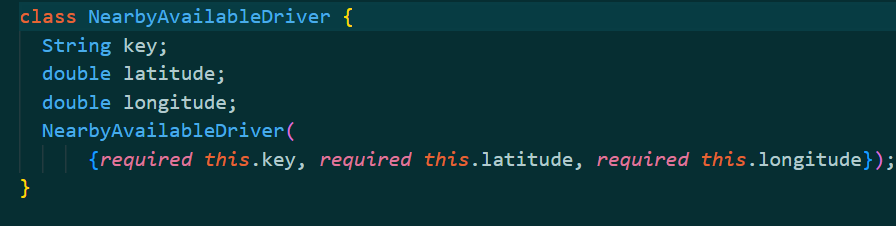 class NearbyAvailableDriver {
String key;
double latitude;
double longitude;
NearbyAvailableDriver(
{required this.key, required this.latitude, required this.longitude});
}